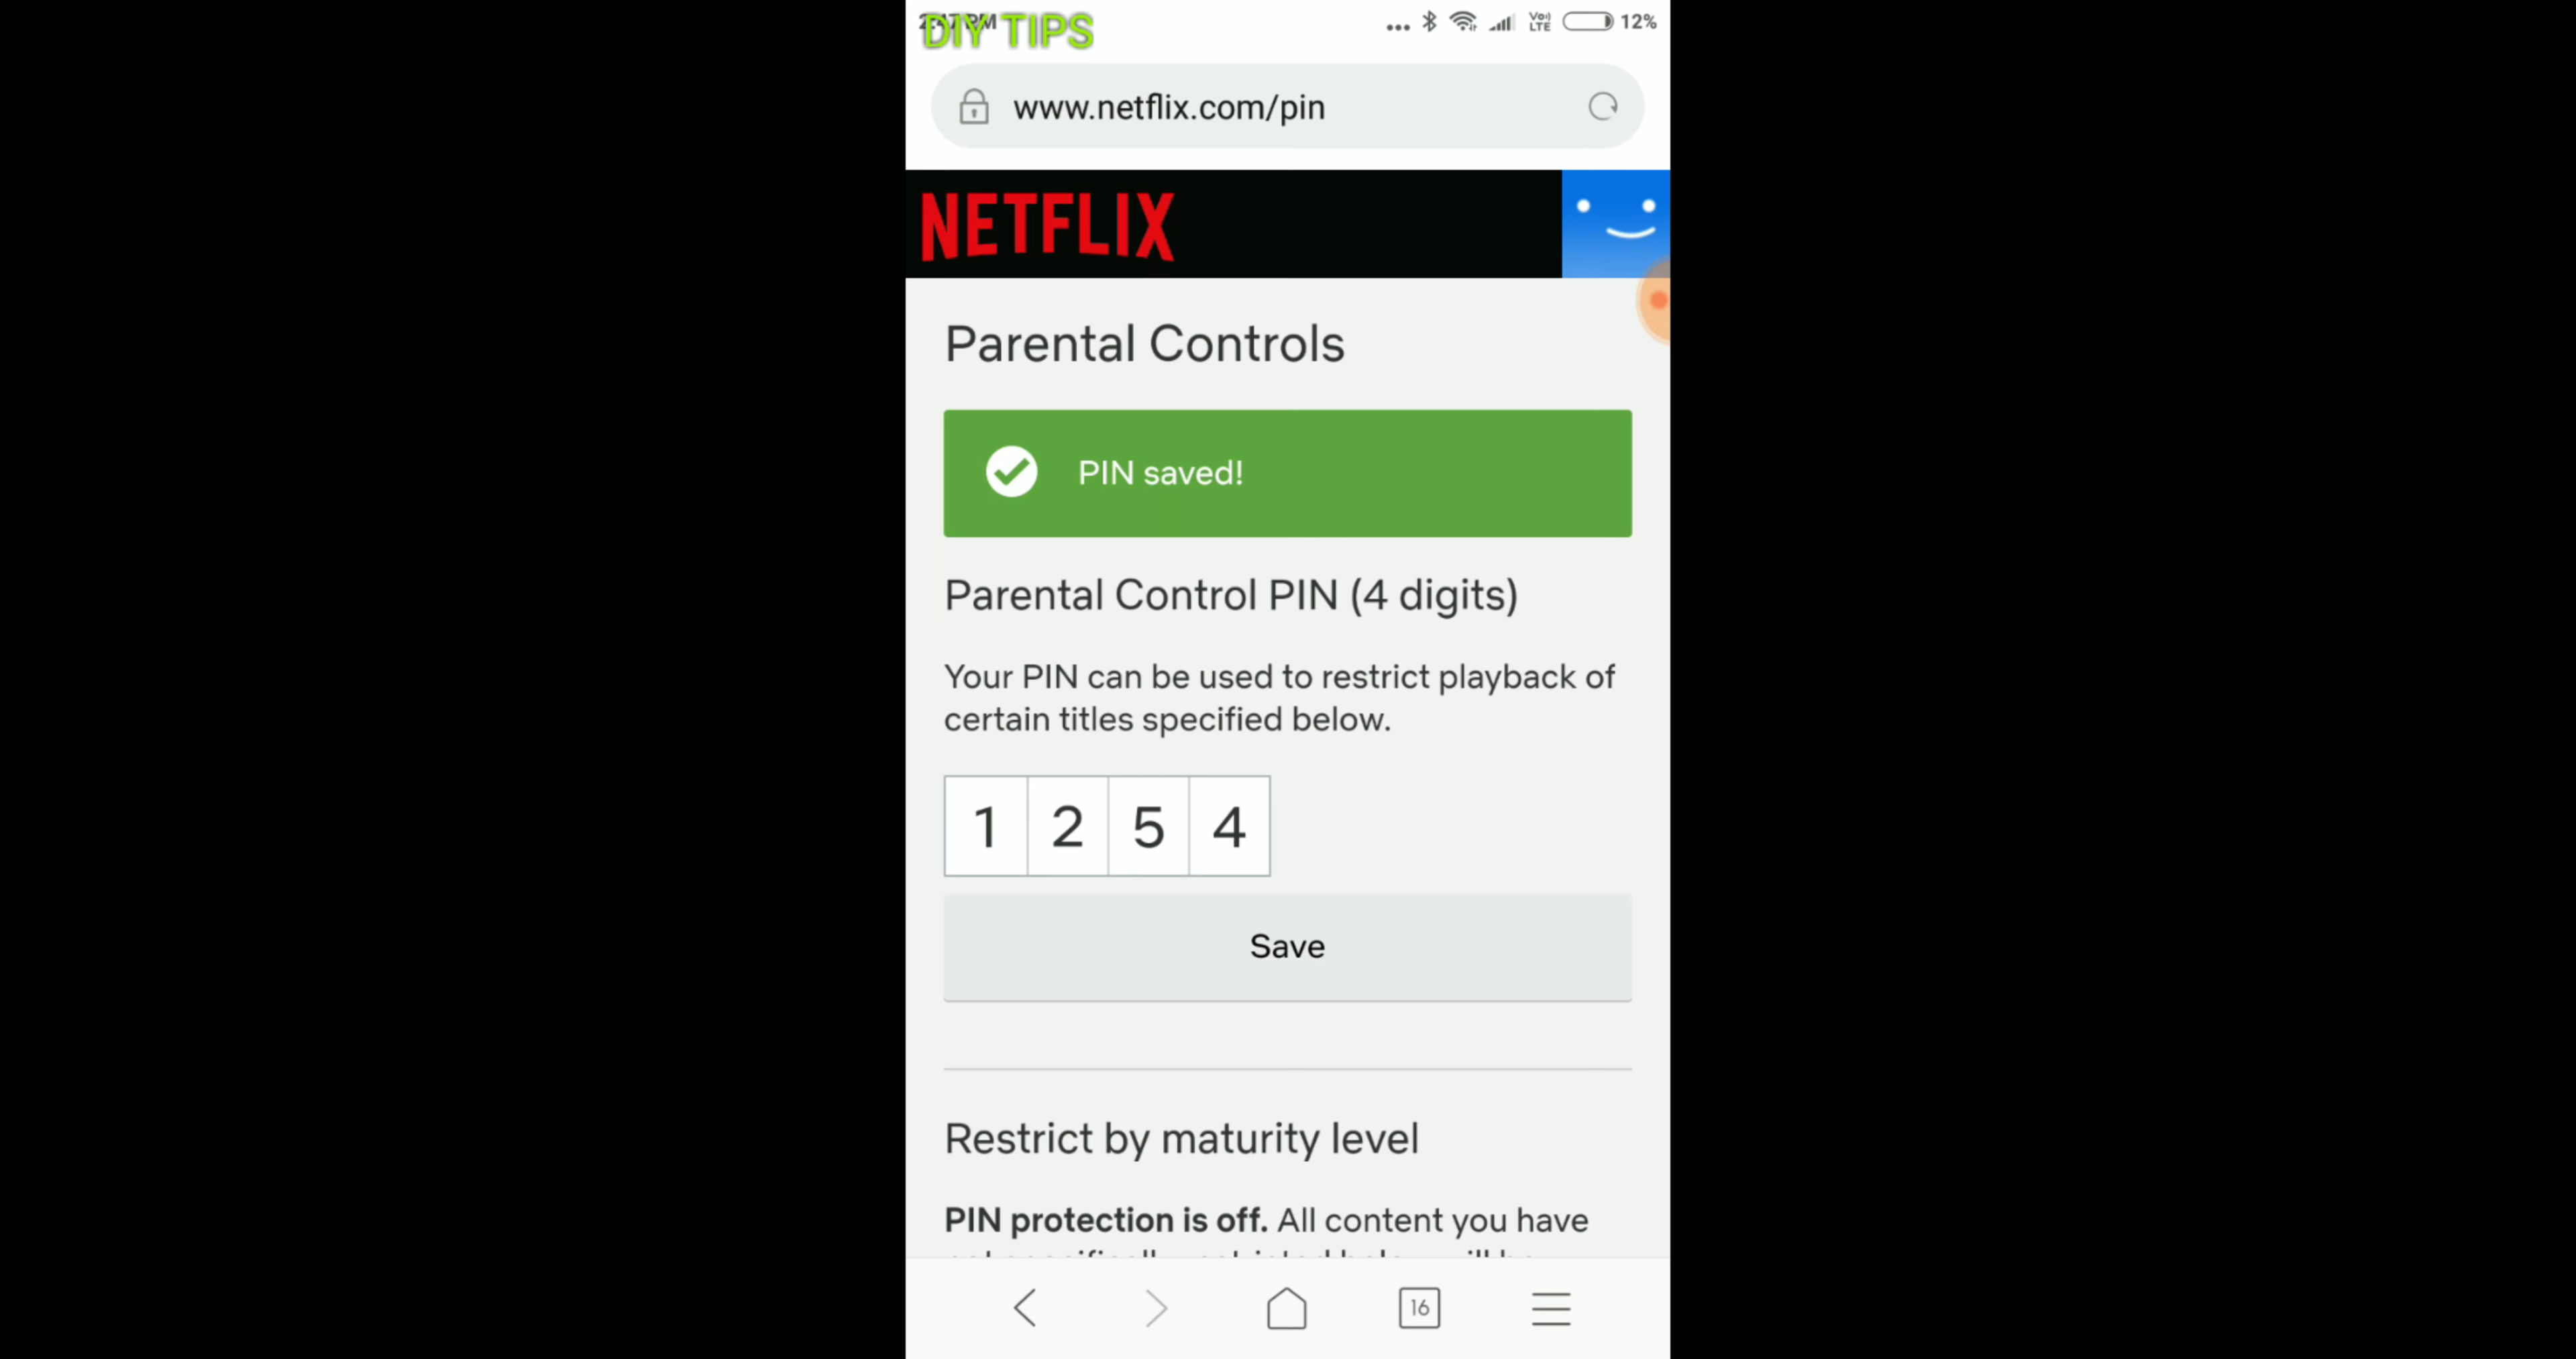 DIY TIPS
Vo)) LTE 12%
www.netflix.com/pin
NETFLIX
Parental Controls
PIN saved!
Parental Control PIN (4 digits)
Your PIN can be used to restrict playback of
certain titles specified below.
1 2 5 4
Save
Restrict by maturity level
PIN protection is off. All content you have
16